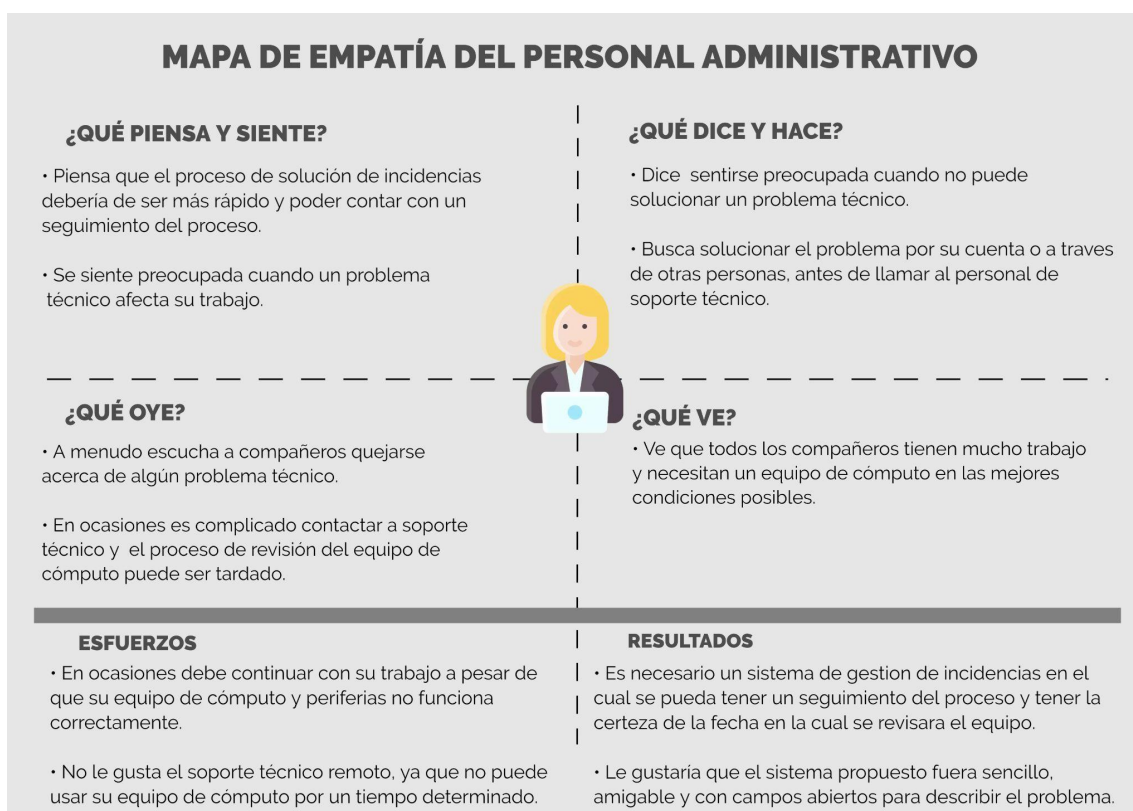 MAPA DE EMPATÍA DEL PERSONAL ADMINISTRATIVO
¿QUÉ PIENSA Y SIENTE?
• Piensa que el proceso de solución de incidencias
debería de ser más rápido y poder contar con un
seguimiento del proceso.
• Se siente preocupada cuando un problema
técnico afecta su trabajo.
¿QUÉ DICE Y HACE?
• Dice sentirse preocupada cuando no puede
solucionar un problema técnico.
• Busca solucionar el problema por su cuenta o a traves
de otras personas, antes de llamar al personal de
soporte técnico.
¿QUÉ OYE?
• A menudo escucha a compañeros quejarse
acerca de algún problema técnico.
• En ocasiones es complicado contactar a soporte
técnico y el proceso de revisión del equipo de
cómputo puede ser tardado.
¿QUÉ VE?
• Ve que todos los compañeros tienen mucho trabajo
y necesitan un equipo de cómputo en las mejores
condiciones posibles.
ESFUERZOS
• En ocasiones debe continuar con su trabajo a pesar de
que su equipo de cómputo y periferias no funciona
correctamente.
• No le gusta el soporte técnico remoto, ya que no puede
usar su equipo de cómputo por un tiempo determinado.
RESULTADOS
• Es necesario un sistema de gestion de incidencias en el
cual se pueda tener un seguimiento del proceso y tener la
certeza de la fecha en la cual se revisara el equipo.
• Le gustaría que el sistema propuesto fuera sencillo,
amigable y con campos abiertos para describir el problema.